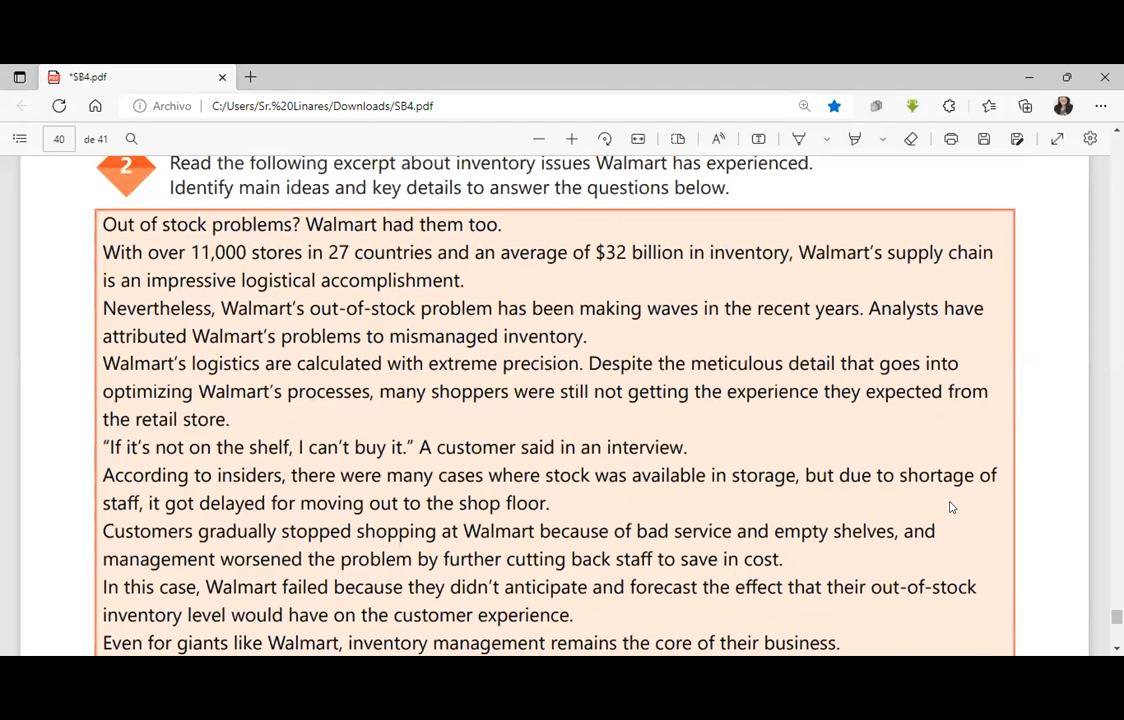 *SB4.pdf
Archivo
C:/Users/Sr.%20Linares/Downloads/SB4.pdf
40 de 41
2
Read the following excerpt about inventory issues Walmart has experienced.
Identify main ideas and key details to answer the questions below.
Out of stock problems? Walmart had them too.
With over 11,000 stores in 27 countries and an average of $32 billion in inventory, Walmart's supply chain
is an impressive logistical accomplishment.
Nevertheless, Walmart's out-of-stock problem has been making waves in the recent years. Analysts have
attributed Walmart's problems to mismanaged inventory.
Walmart's logistics are calculated with extreme precision. Despite the meticulous detail that goes into
optimizing Walmart's processes, many shoppers were still not getting the experience they expected from
the retail store.
“If it's not on the shelf, I can't buy it.” A customer said in an interview.
According to insiders, there were many cases where stock was available in storage, but due to shortage of
staff, it got delayed for moving out to the shop floor.
Customers gradually stopped shopping at Walmart because of bad service and empty shelves, and
management worsened the problem by further cutting back staff to save in cost.
In this case, Walmart failed because they didn't anticipate and forecast the effect that their out-of-stock
inventory level would have on the customer experience.
Even for giants like Walmart, inventory management remains the core of their business.